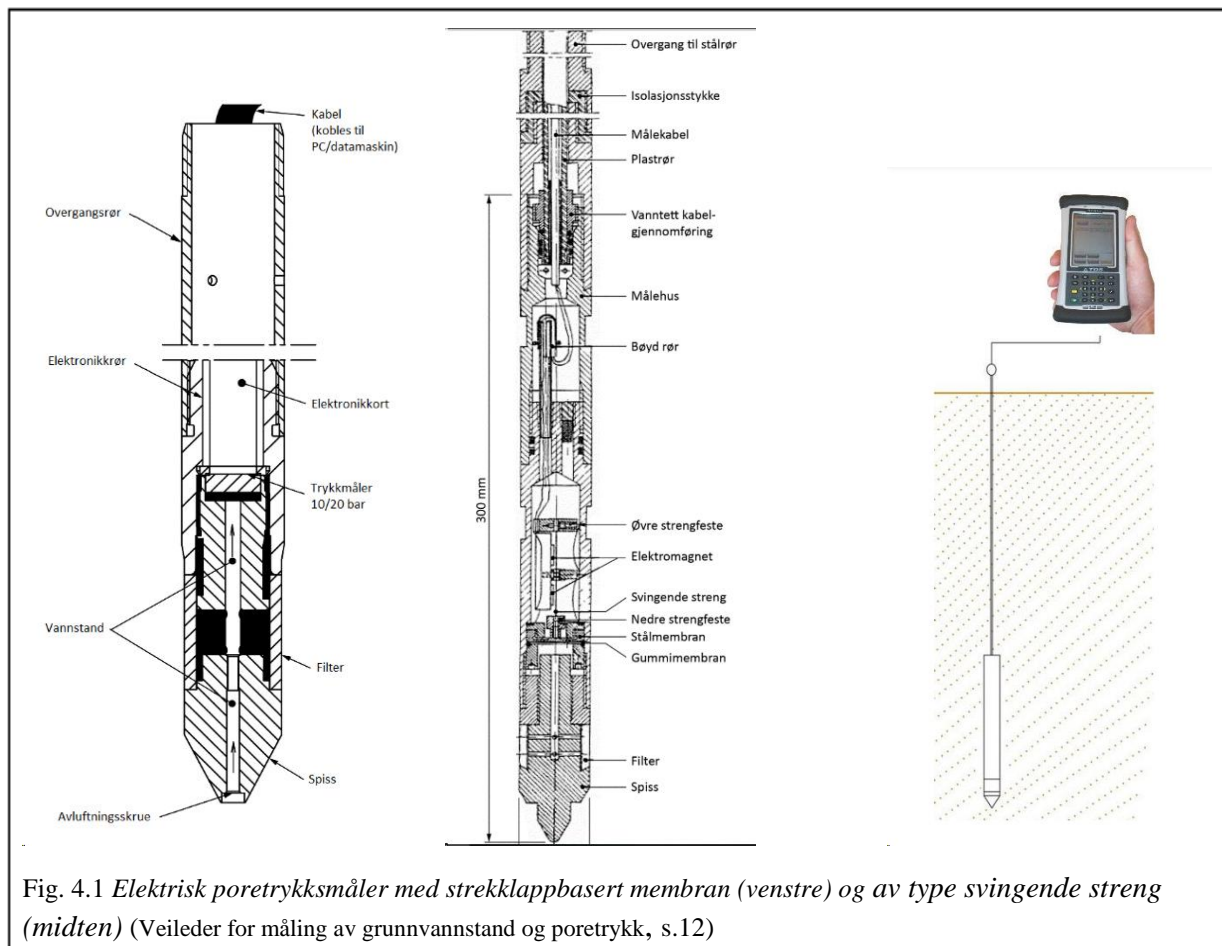 Kabel
(kobles til
PC/datamaskin)
Overgangsrør
Elektronikkrør
Elektronikkort
Trykkmåler
10/20 bar
Vannstand
Filter
Spiss
Avluftningsskrue
Overgang til stålrør
Isolasjonsstykke
Målekabel
Plastrør
Vanntett kabel-
gjennomføring
Målehus
Bøyd rør
300 mm
Øvre strengfeste
Elektromagnet
Svingende streng
Nedre strengfeste
Stålmembran
Gummimembran
Filter
Spiss
Fig. 4.1 Elektrisk poretrykksmåler med strekklappbasert membran (venstre) og av type svingende streng
(midten) (Veileder for måling av grunnvannstand og poretrykk, s.12)